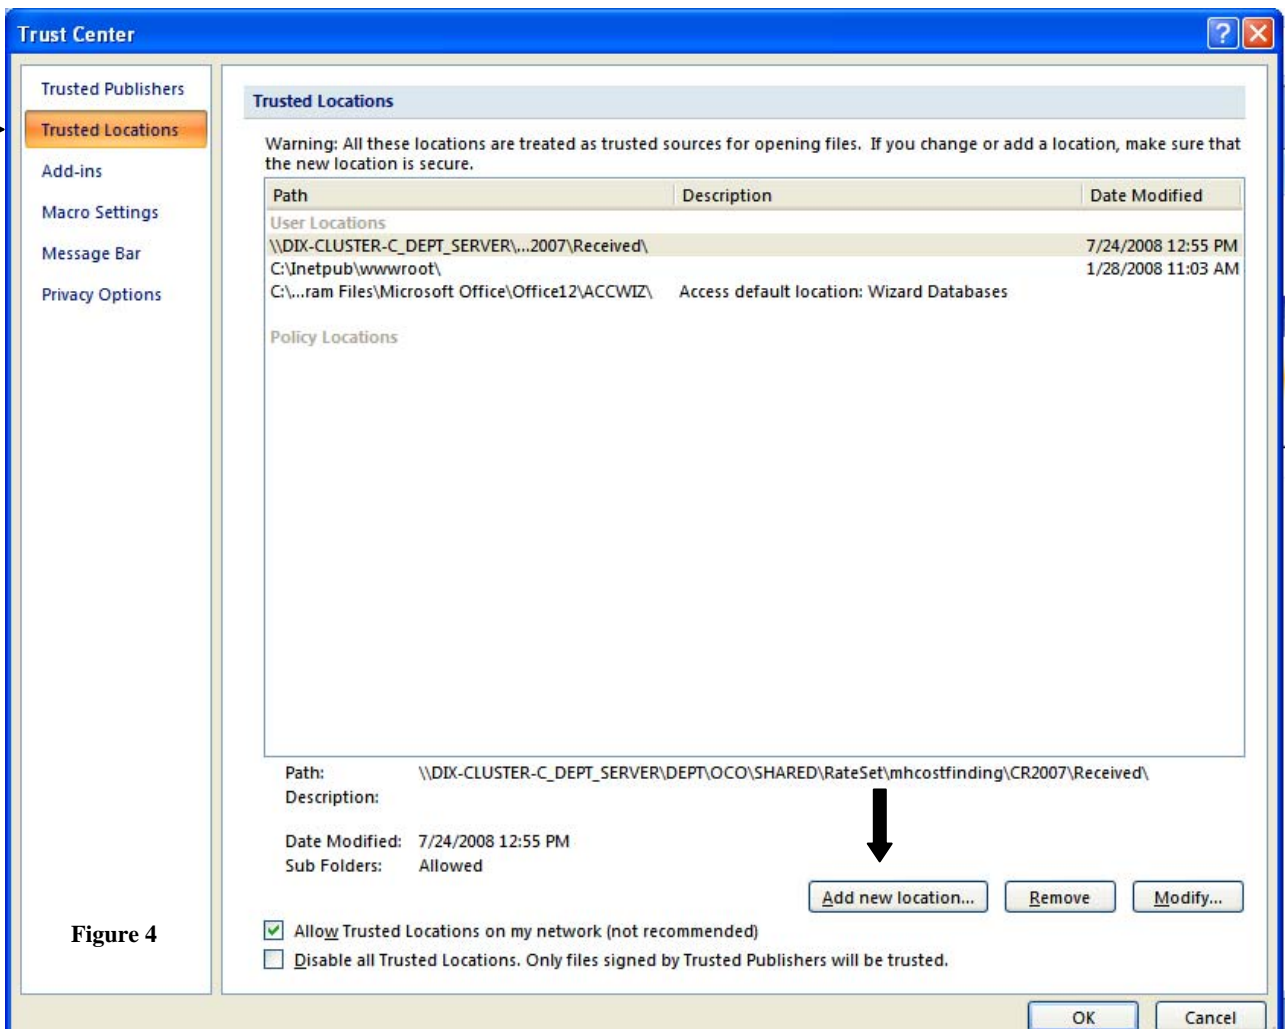 Trust Center
Trusted Publishers
Trusted Locations
Add-ins
Macro Settings
Message Bar
Privacy Options
Trusted Locations
Warning: All these locations are treated as trusted sources for opening files. If you change or add a location, make sure that
the new location is secure.
Path Description Date Modified
User Locations
\\DIX-CLUSTER-C_DEPT_SERVER\...2007\Received\ 7/24/2008 12:55 PM
C:\Inetpub\wwwroot\ 1/28/2008 11:03 AM
C:\...ram Files\Microsoft Office\Office12\ACCWIZ\ Access default location: Wizard Databases
Policy Locations
Path: \\DIX-CLUSTER-C_DEPT_SERVER\DEPT\OCO\SHARED\RateSet\mhcostfinding\CR2007\Received\
Description:
Date Modified: 7/24/2008 12:55 PM
Sub Folders: Allowed
Add new location... Remove Modify...
Figure 4
Allow Trusted Locations on my network (not recommended)
Disable all Trusted Locations. Only files signed by Trusted Publishers will be trusted.
OK Cancel